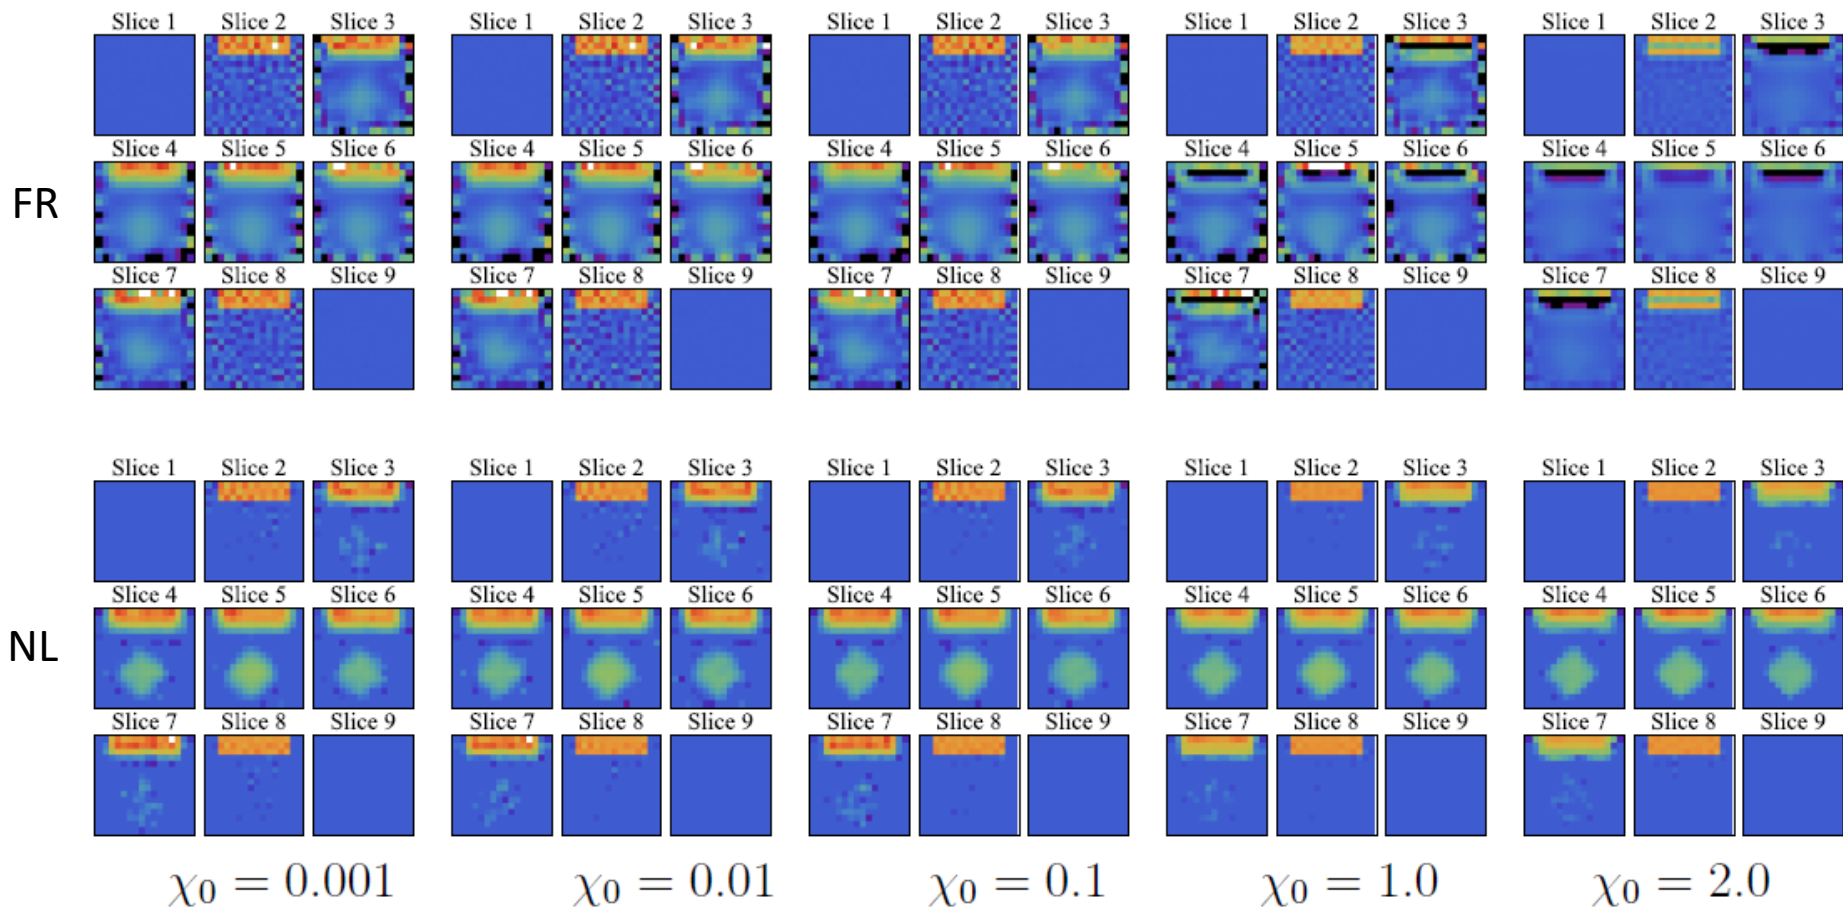 Slice 1 Slice 2 Slice 3 Slice 1 Slice 2 Slice 3 Slice 1 Slice 2 Slice 3 Slice 1 Slice 2 Slice 3 Slice 1 Slice 2 Slice 3
Slice 4 Slice 5 Slice 6 Slice 4 Slice 5 Slice 6 Slice 4 Slice 5 Slice 6 Slice 4 Slice 5 Slice 6 Slice 4 Slice 5 Slice 6
FR
Slice 7 Slice 8 Slice 9 Slice 7 Slice 8 Slice 9 Slice 7 Slice 8 Slice 9 Slice 7 Slice 8 Slice 9 Slice 7 Slice 8 Slice 9
Slice 1 Slice 2 Slice 3 Slice 1 Slice 2 Slice 3 Slice 1 Slice 2 Slice 3 Slice 1 Slice 2 Slice 3 Slice 1 Slice 2 Slice 3
Slice 4 Slice 5 Slice 6 Slice 4 Slice 5 Slice 6 Slice 4 Slice 5 Slice 6 Slice 4 Slice 5 Slice 6 Slice 4 Slice 5 Slice 6
NL
Slice 7 Slice 8 Slice 9 Slice 7 Slice 8 Slice 9 Slice 7 Slice 8 Slice 9 Slice 7 Slice 8 Slice 9 Slice 7 Slice 8 Slice 9
χ₀ = 0.001 χ₀ = 0.01 χ₀ = 0.1 χ₀ = 1.0 χ₀ = 2.0